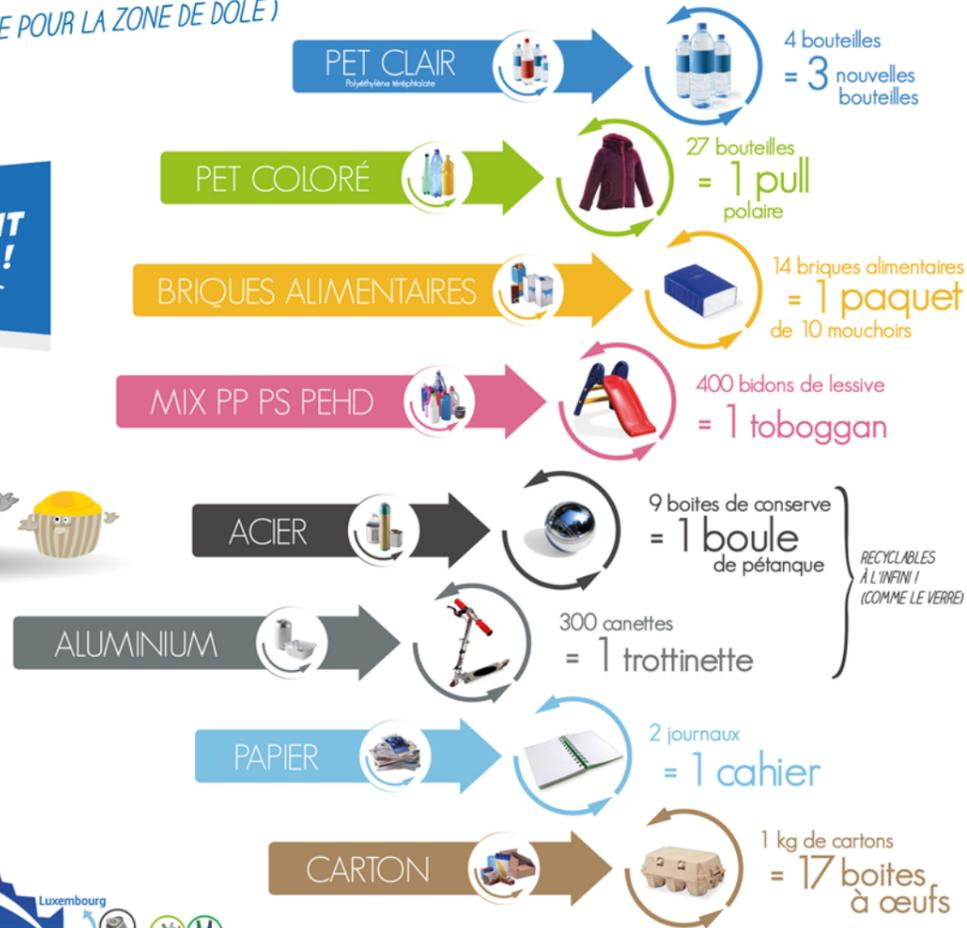 E POUR LA ZONE DE DOLE )
PET CLAIR
Polyéthylène téréphtalate
4 bouteilles
= 3 nouvelles
bouteilles
PET COLORÉ
27 bouteilles
= 1 pull
polaire
BRIQUES ALIMENTAIRES
14 briques alimentaires
= 1 paquet
de 10 mouchoirs
MIX PP PS PEHD
400 bidons de lessive
= 1 toboggan
ACIER
9 boites de conserve
= 1 boule
de pétanque
RECYCLABLES
À L'INFINI !
(COMME LE VERRE)
ALUMINIUM
300 canettes
= 1 trottinette
PAPIER
2 journaux
= 1 cahier
CARTON
1 kg de cartons
= 17 boites
à œufs
IT
!
Luxembourg